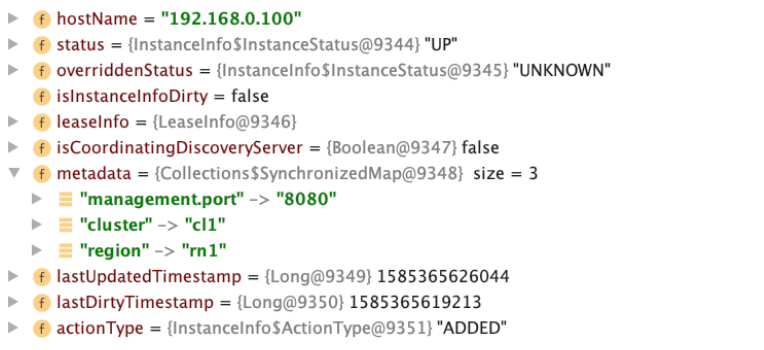 f hostName = "192.168.0.100"
f status = {InstanceInfo$InstanceStatus@9344} "UP"
f overriddenStatus = {InstanceInfo$InstanceStatus@9345} "UNKNOWN"
f isInstanceInfoDirty = false
f leaseInfo = {LeaseInfo@9346}
f isCoordinatingDiscoveryServer = {Boolean@9347} false
f metadata = {Collections$SynchronizedMap@9348} size = 3
"management.port" -> "8080"
"cluster" -> "cl1"
"region" -> "rn1"
f lastUpdatedTimestamp = {Long@9349} 1585365626044
f lastDirtyTimestamp = {Long@9350} 1585365619213
f actionType = {InstanceInfo$ActionType@9351} "ADDED"